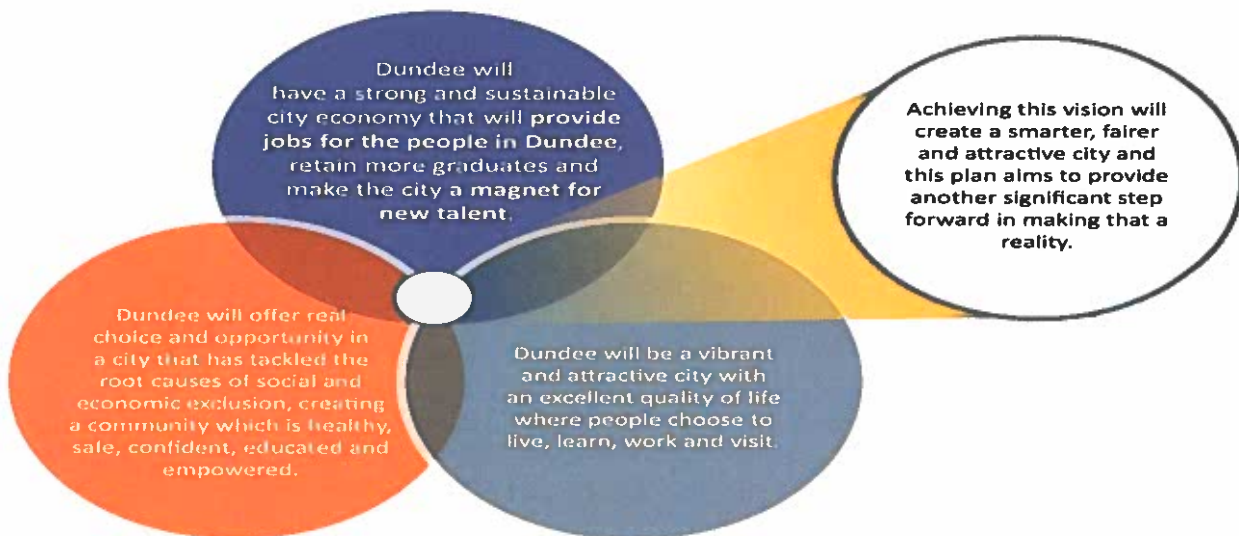 Dundee will
have a strong and sustainable
city economy that will provide
jobs for the people in Dundee,
retain more graduates and
make the city a magnet for
new talent.
Achieving this vision will
create a smarter, fairer
and attractive city and
this plan aims to provide
another significant step
forward in making that a
reality.
Dundee will offer real
choice and opportunity in
a city that has tackled the
root causes of social and
economic exclusion, creating
a community which is healthy,
sale, confident, educated and
empowered.
Dundee will be a vibrant
and attractive city with
an excellent quality of life
where people choose to
live, learn, work and visit.